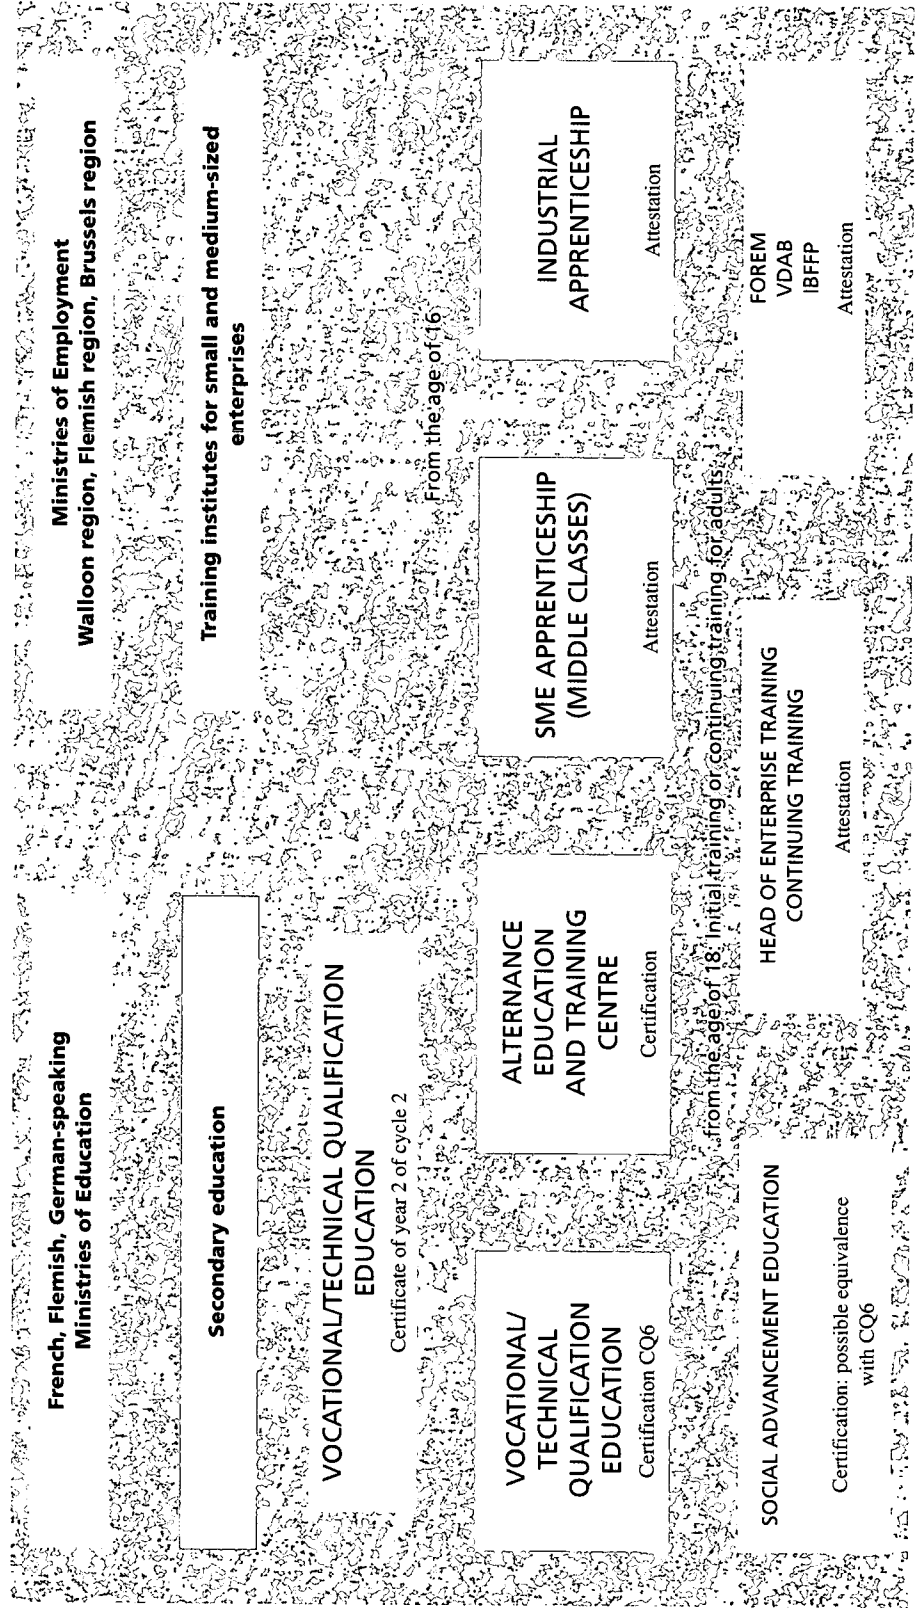 French, Flemish, German-speaking
Ministries of Education
Ministries of Employment
Walloon region, Flemish region, Brussels region
Secondary education
Training institutes for small and medium-sized
enterprises
VOCATIONAL/TECHNICAL QUALIFICATION
EDUCATION
Certificate of year 2 of cycle 2
From the age of 16
VOCATIONAL/
TECHNICAL
QUALIFICATION
EDUCATION
Certification CQ6
ALTERNANCE
EDUCATION
AND TRAINING
CENTRE
Certification
SME APPRENTICESHIP
(MIDDLE CLASSES)
Attestation
INDUSTRIAL
APPRENTICESHIP
Attestation
from the age of 18: Initial training or continuing training for adults
SOCIAL ADVANCEMENT EDUCATION
Certification: possible equivalence
with CQ6
HEAD OF ENTERPRISE TRAINING
CONTINUING TRAINING
Attestation
FOREM
VDAB
IBFFP
Attestation